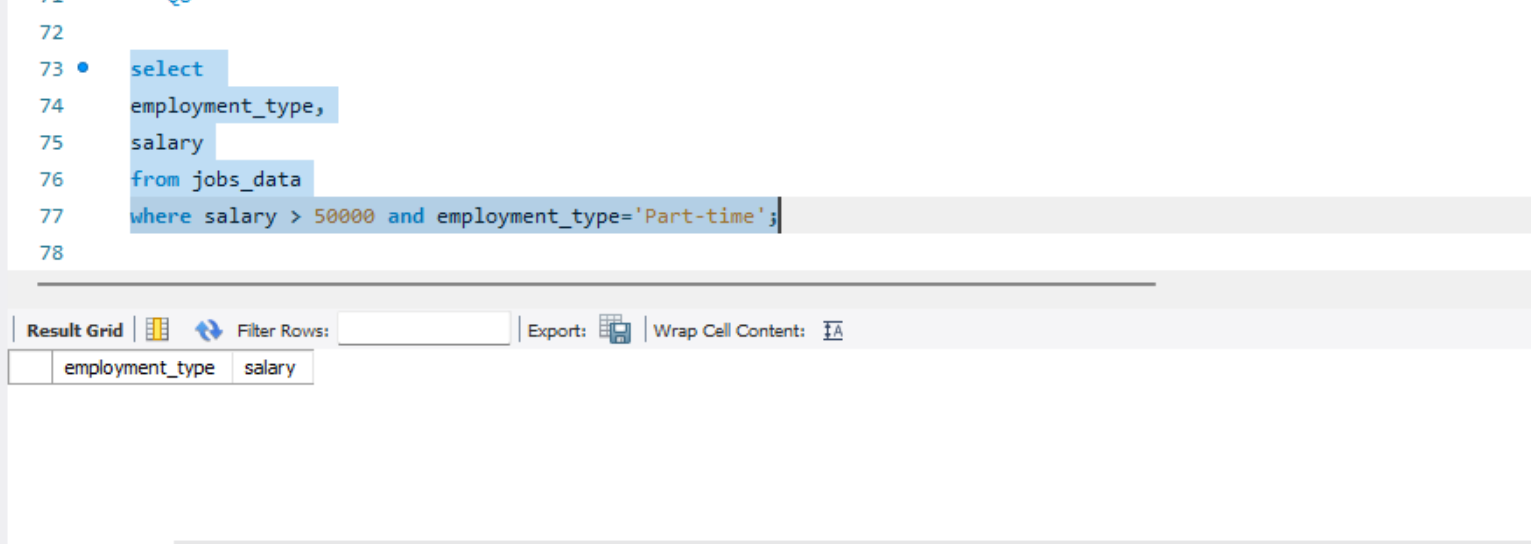 72
73 select
74 employment_type,
75 salary
76 from jobs_data
77 where salary > 50000 and employment_type='Part-time';
78
Result Grid Filter Rows: Export: Wrap Cell Content:
employment_type salary